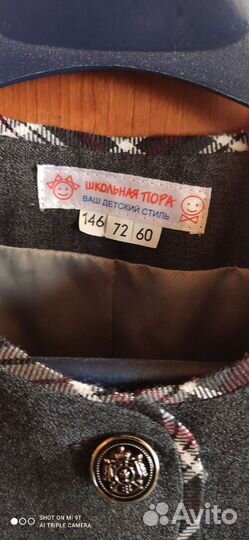 ШКОЛЬНАЯ ПОРА
ВАШ ДЕТСКИЙ СТИЛЬ
146 72 60
SHOT ON MI 9T
AI TRIPLE CAMERA
Avito